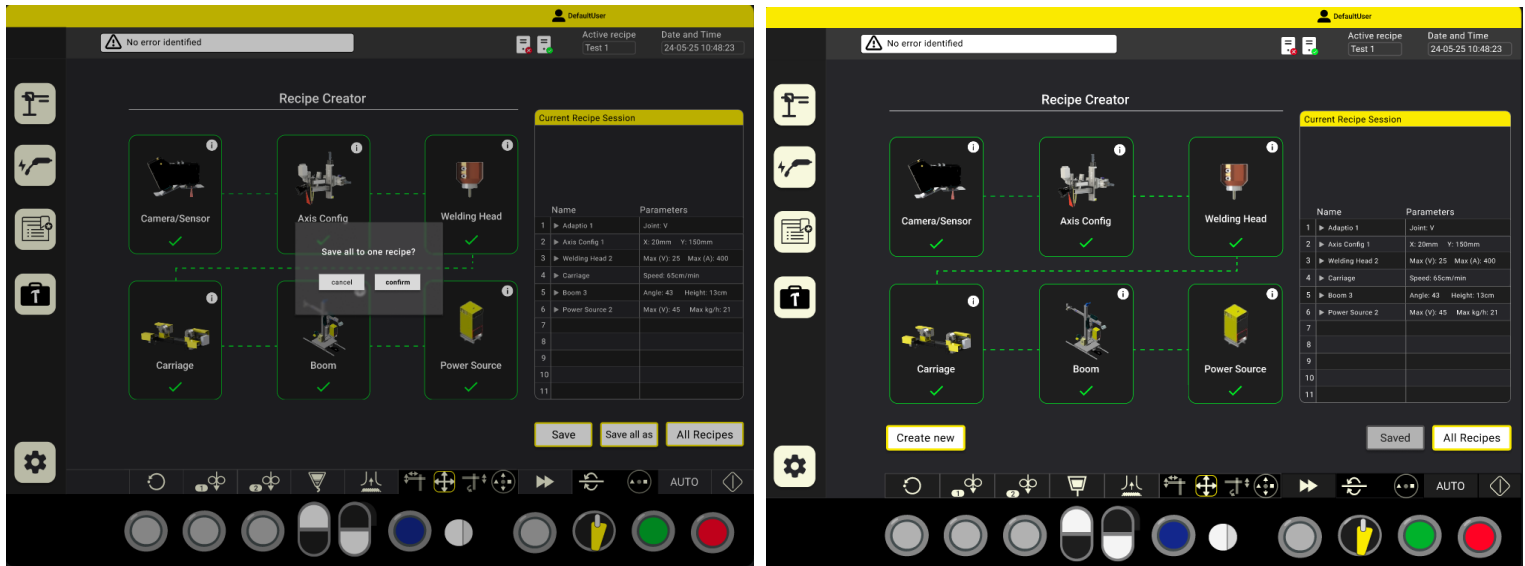 DefaultUser
No error identified
Active recipe
Test 1
Date and Time
24-05-25 10:48:23
Recipe Creator
Camera/Sensor
Axis Config
Welding Head
Save all to one recipe?
cancel
confirm
Carriage
Boom
Power Source
Current Recipe Session
Name Parameters
1 Adaptio 1 Joint: V
2 Axis Config 1 X: 20mm Y: 150mm
3 Welding Head 2 Max (V): 25 Max (A): 400
4 Carriage Speed: 65cm/min
5 Boom 3 Angle: 43 Height: 13cm
6 Power Source 2 Max (V): 45 Max kg/h: 21
7
8
9
10
11
Save
Save all as
All Recipes
1
2
AUTO
DefaultUser
No error identified
Active recipe
Test 1
Date and Time
24-05-25 10:48:23
Recipe Creator
Camera/Sensor
Axis Config
Welding Head
Carriage
Boom
Power Source
Current Recipe Session
Name Parameters
1 Adaptio 1 Joint: V
2 Axis Config 1 X: 20mm Y: 150mm
3 Welding Head 2 Max (V): 25 Max (A): 400
4 Carriage Speed: 65cm/min
5 Boom 3 Angle: 43 Height: 13cm
6 Power Source 2 Max (V): 45 Max kg/h: 21
7
8
9
10
11
Create new
Saved
All Recipes
1
2
AUTO